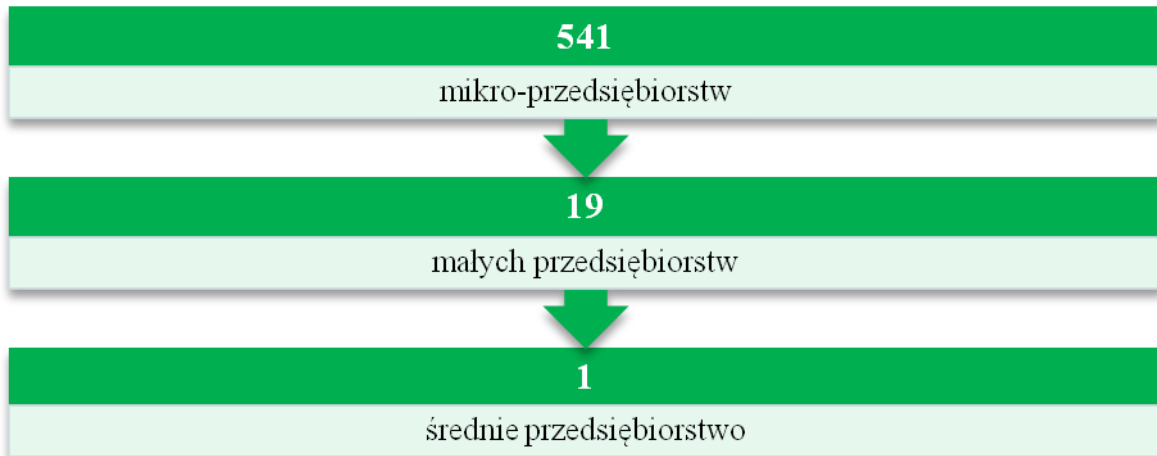 541
mikro-przedsiębiorstw
19
małych przedsiębiorstw
1
średnie przedsiębiorstwo